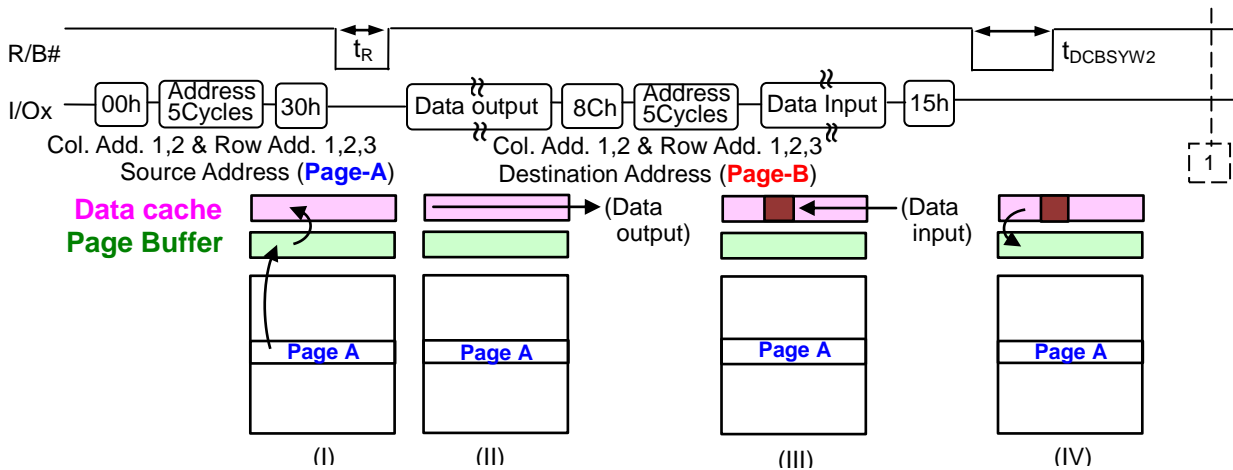 R/B#
tR
tDCBSYW2
I/Ox
00h
Address
5Cycles
30h
Data output
8Ch
Address
5Cycles
Data Input
15h
Col. Add. 1,2 & Row Add. 1,2,3
Source Address (Page-A)
Col. Add. 1,2 & Row Add. 1,2,3
Destination Address (Page-B)
1
Data cache
Page Buffer
(Data
output)
(Data
input)
Page A
Page A
Page A
Page A
(I)
(II)
(III)
(IV)